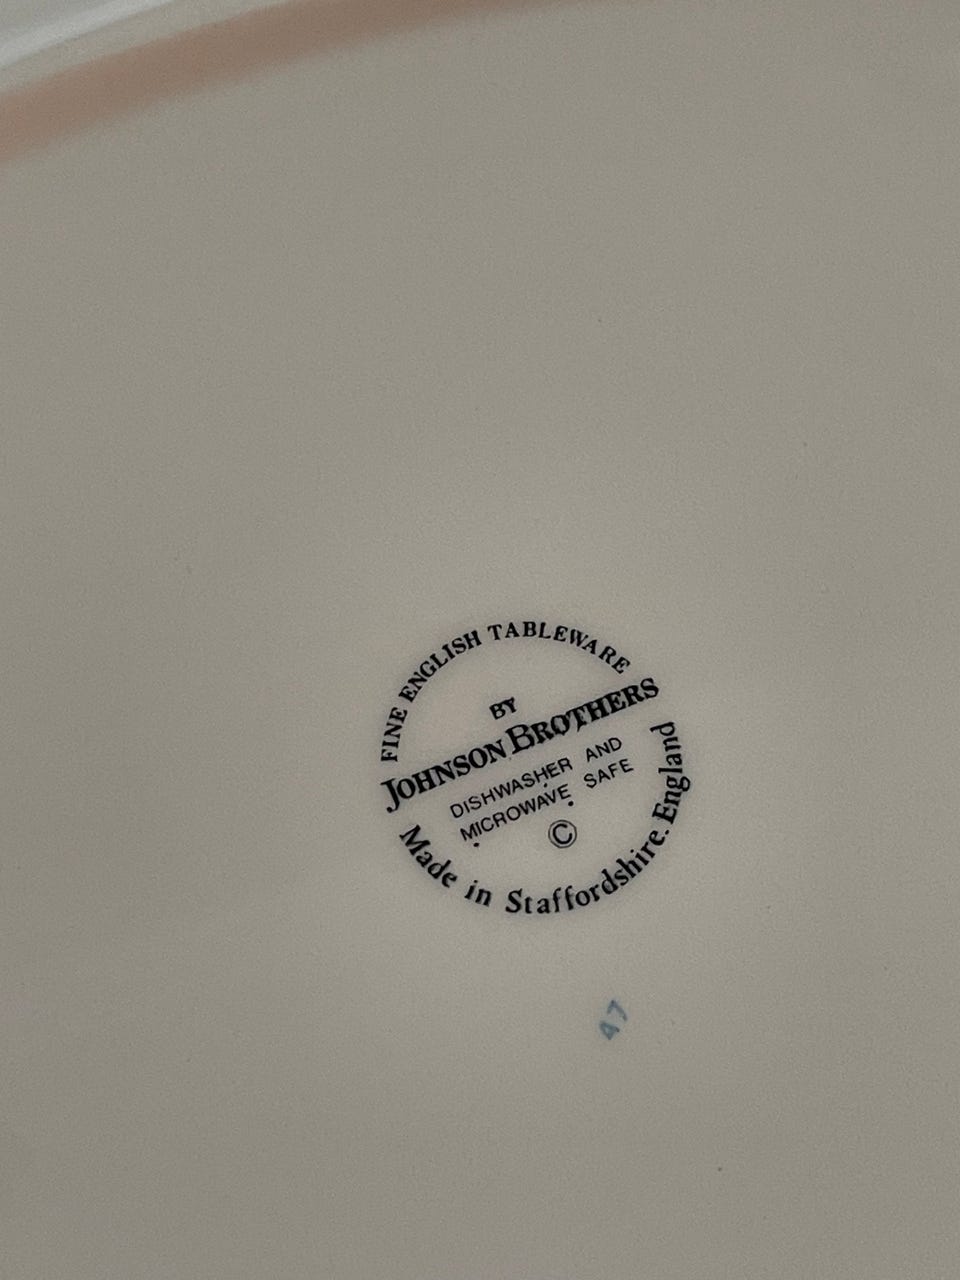 FINE ENGLISH TABLEWARE
BY
JOHNSON BROTHERS
DISHWASHER AND
MICROWAVE SAFE
©
Made in Staffordshire. England
47